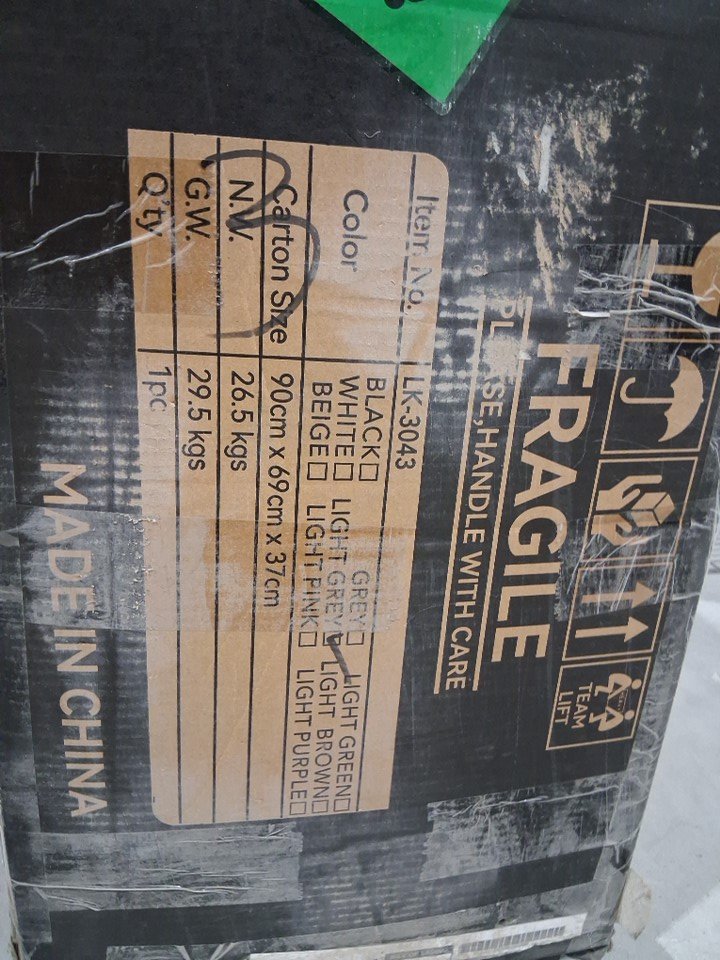 TEAM
LIFT
FRAGILE
PLEASE,HANDLE WITH CARE
Item No. LK-3043
Color BLACK□ GREY□ LIGHT GREEN□
WHITE□ LIGHT GREY☑ LIGHT BROWN□
BEIGE□ LIGHT PINK□ LIGHT PURPLE□
Carton Size 90cm x 69cm x 37cm
N.W. 26.5 kgs
G.W. 29.5 kgs
Q'ty 1pc
MADE IN CHINA